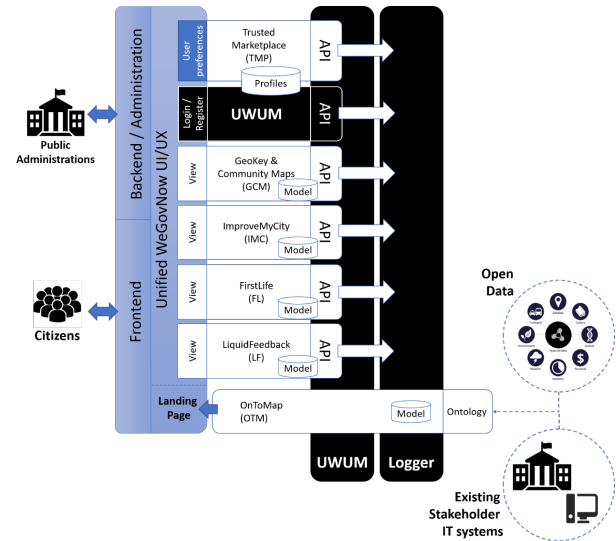 Public
Administrations
Citizens
Backend / Administration
Frontend
Unified WeGovNow UI/UX
User
preferences
Trusted
Marketplace
(TMP)
Profiles
API
Login /
Register
UWUM
API
View
GeoKey &
Community Maps
(GCM)
Model
API
View
ImproveMyCity
(IMC)
Model
API
View
FirstLife
(FL)
Model
API
View
LiquidFeedback
(LF)
Model
API
Landing
Page
OnToMap
(OTM)
Model
Ontology
UWUM
Logger
Open
Data
Existing
Stakeholder
IT systems